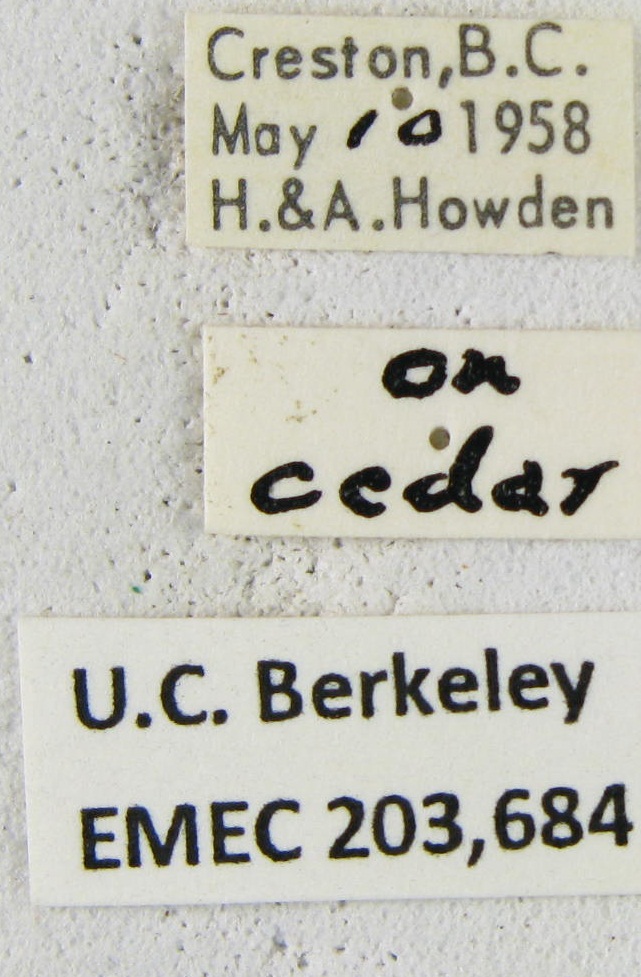 Creston, B.C.
May 10 1958
H.&A. Howden
on
cedar
U.C. Berkeley
EMEC 203,684